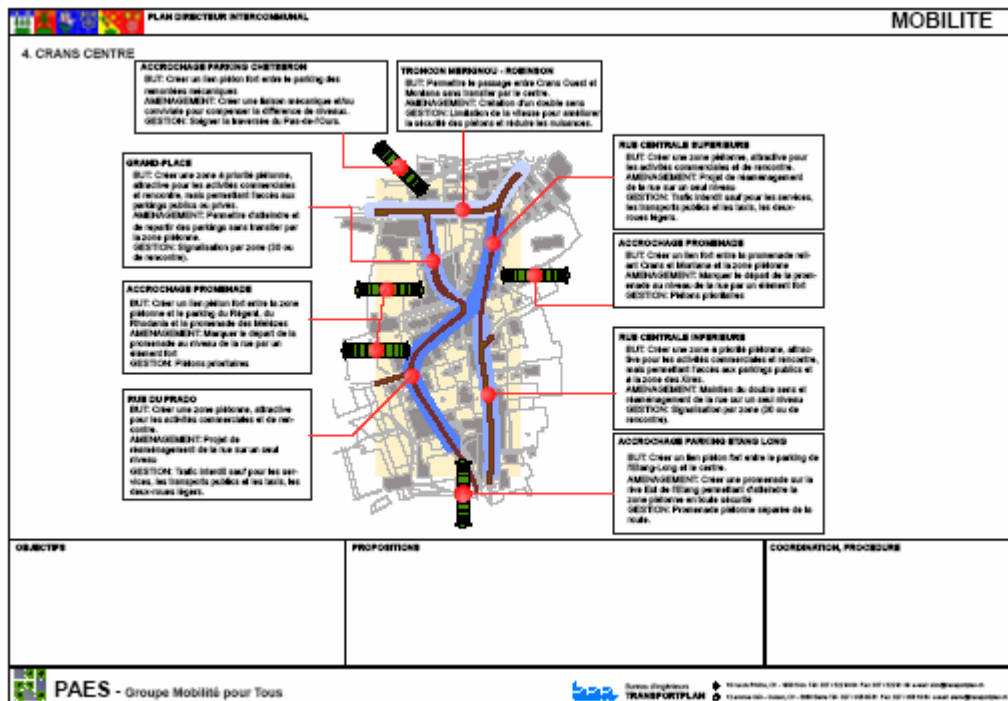 PLAN DIRECTEUR INTERCOMMUNAL
MOBILITE
4. CRANS CENTRE
ACCROCHAGE PARKING CHETSERON
BUT: Créer un lien piéton fort entre le parking des
remontées mécaniques
AMENAGEMENT: Créer une liaison mécanique et/ou
conviviale pour compenser la différence de niveaux.
GESTION: Soigner la traversée du Pas-de-l'Ours.
TRONCON MERIGNOU - ROBINSON
BUT: Permettre le passage entre Crans Ouest et
Montana sans transiter par le centre.
AMENAGEMENT: Création d'un double sens
GESTION: Limitation de la vitesse pour améliorer
la sécurité des piétons et réduire les nuisances.
GRAND-PLACE
BUT: Créer une zone à priorité piétonne,
attractive pour les activités commerciales
et rencontre, mais permettant l'accès aux
parkings publics ou privés.
AMENAGEMENT: Permettre d'atteindre et
de repartir des parkings sans transiter par
la zone piétonne.
GESTION: Signalisation par zone (30 ou
de rencontre).
RUE CENTRALE SUPERIEURE
BUT: Créer une zone piétonne, attractive pour
les activités commerciales et de rencontre.
AMENAGEMENT: Projet de réaménagement
de la rue sur un seul niveau
GESTION: Trafic interdit sauf pour les services,
les transports publics et les taxis, les deux-
roues légers.
ACCROCHAGE PROMENADE
BUT: Créer un lien fort entre la promenade reli-
ant Crans et Montana et la zone piétonne
AMENAGEMENT: Marquer le départ de la prom-
enade au niveau de la rue par un élément fort
GESTION: Piétons prioritaires
ACCROCHAGE PROMENADE
BUT: Créer un lien piéton fort entre la zone
piétonne et le parking du Régent, du
Rhodania et la promenade des Mélèzes
AMENAGEMENT: Marquer le départ de la
promenade au niveau de la rue par un
élément fort
GESTION: Piétons prioritaires
RUE CENTRALE INFERIEURE
BUT: Créer une zone à priorité piétonne, attrac-
tive pour les activités commerciales et rencontre,
mais permettant l'accès aux parkings publics et
à la zone des Xires.
AMENAGEMENT: Maintien du double sens et
réaménagement de la rue sur un seul niveau
GESTION: Signalisation par zone (30 ou de
rencontre).
RUE DU PRADO
BUT: Créer une zone piétonne, attractive
pour les activités commerciales et de ren-
contre.
AMENAGEMENT: Projet de
réaménagement de la rue sur un seul
niveau
GESTION: Trafic interdit sauf pour les ser-
vices, les transports publics et les taxis, les
deux-roues légers.
ACCROCHAGE PARKING ETANG LONG
BUT: Créer un lien piéton fort entre le parking de
l'Etang-Long et le centre.
AMENAGEMENT: Créer une promenade sur la
rive Est de l'Etang permettant d'atteindre la
zone piétonne en toute sécurité
GESTION: Promenade piétonne séparée de la
route.
OBJECTIFS
PROPOSITIONS
COORDINATION, PROCEDURE
PAES - Groupe Mobilité pour Tous
Bureau d'ingénieurs
TRANSPORTPLAN